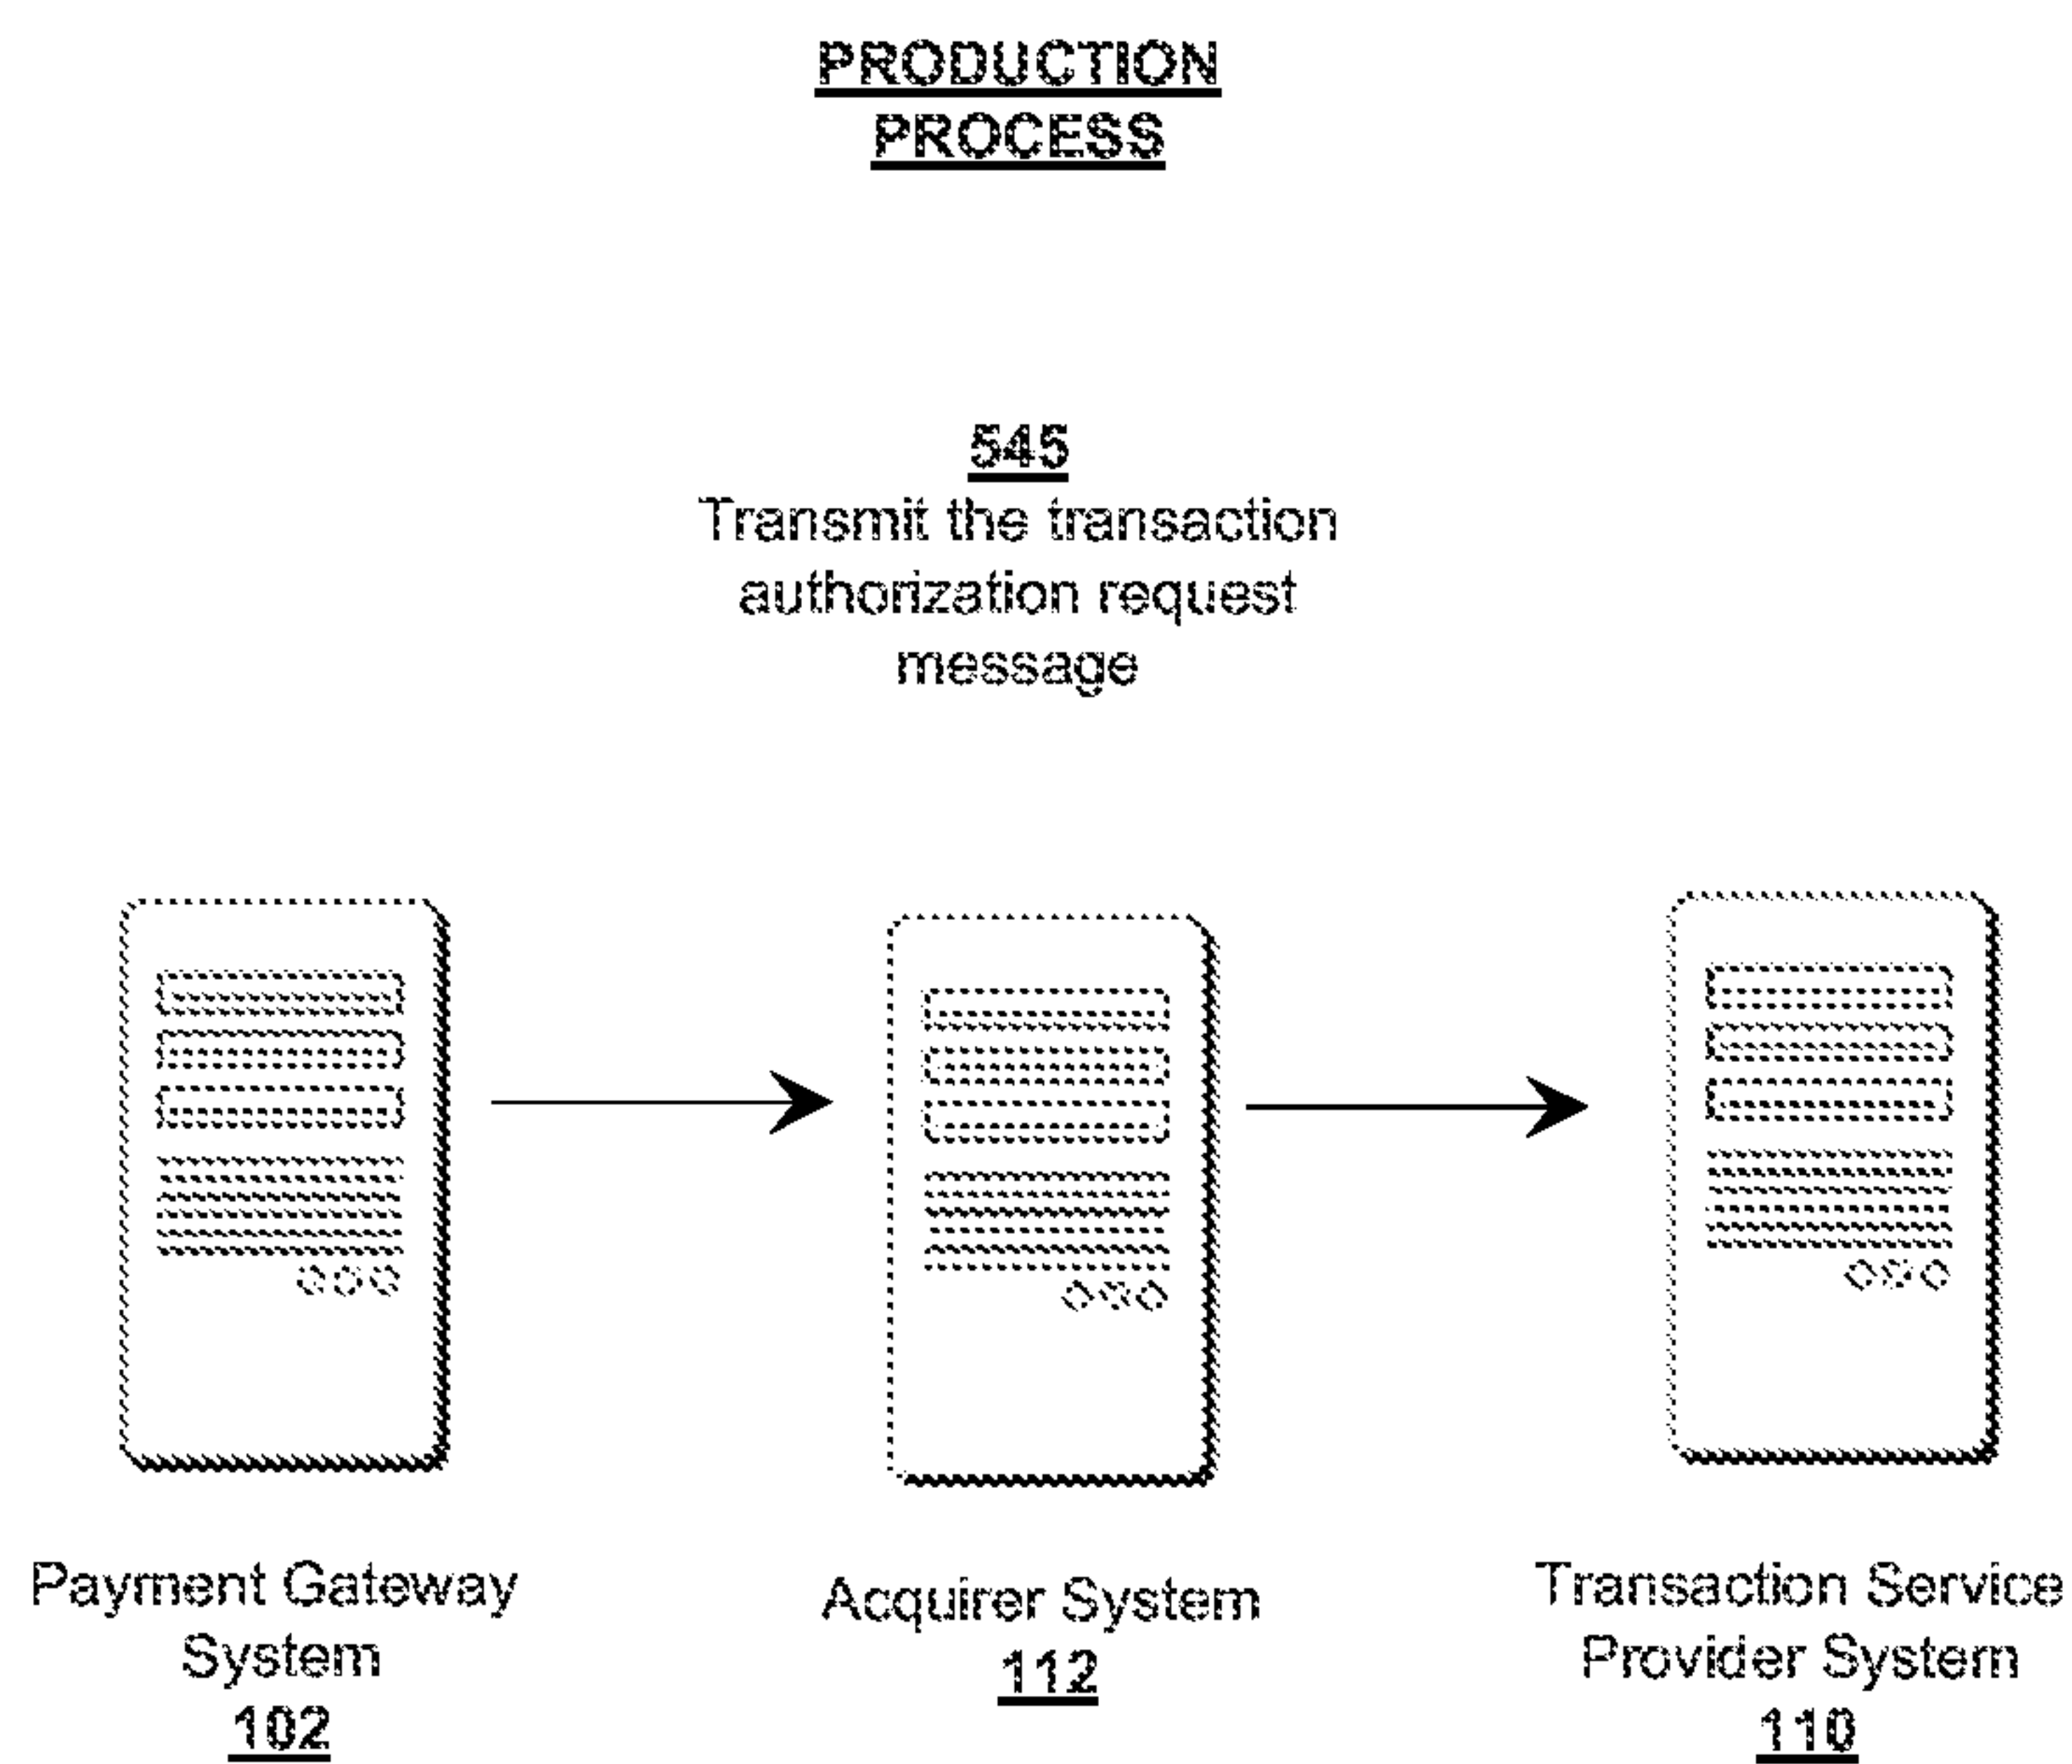 PRODUCTION
PROCESS
545
Transmit the transaction
authorization request
message
Payment Gateway
System
102
Acquirer System
112
Transaction Service
Provider System
110